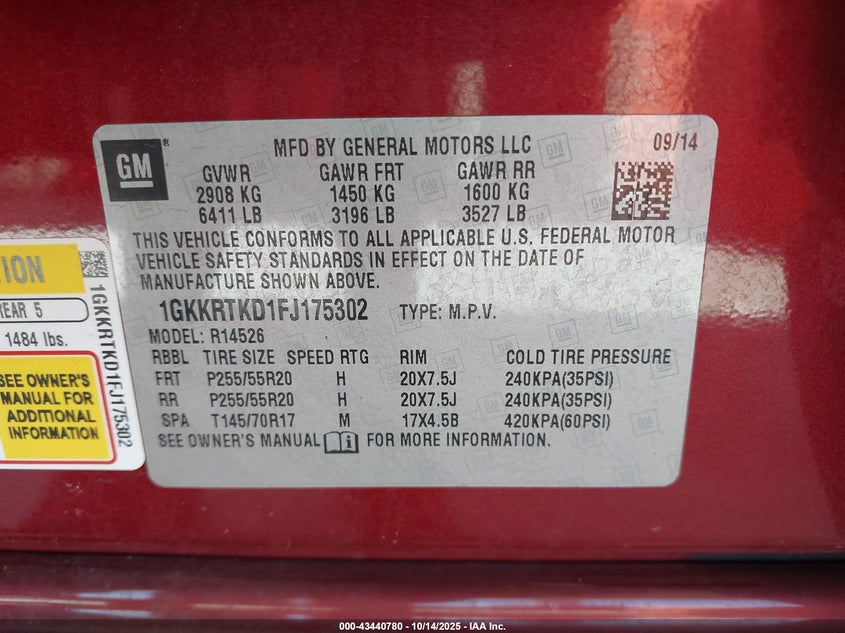 GM
®
MFD BY GENERAL MOTORS LLC
09/14
GVWR GAWR FRT GAWR RR
2908 KG 1450 KG 1600 KG
6411 LB 3196 LB 3527 LB
THIS VEHICLE CONFORMS TO ALL APPLICABLE U.S. FEDERAL MOTOR
VEHICLE SAFETY STANDARDS IN EFFECT ON THE DATE OF
MANUFACTURE SHOWN ABOVE.
1GKKRTKD1FJ175302 TYPE: M.P.V.
MODEL: R14526
RBBL TIRE SIZE SPEED RTG RIM COLD TIRE PRESSURE
FRT P255/55R20 H 20X7.5J 240KPA(35PSI)
RR P255/55R20 H 20X7.5J 240KPA(35PSI)
SPA T145/70R17 M 17X4.5B 420KPA(60PSI)
SEE OWNER'S MANUAL FOR MORE INFORMATION.
TION
REAR 5
1484 lbs.
SEE OWNER'S
MANUAL FOR
ADDITIONAL
INFORMATION
1GKKRTKD1FJ175302
000-43440780 - 10/14/2025 - IAA Inc.